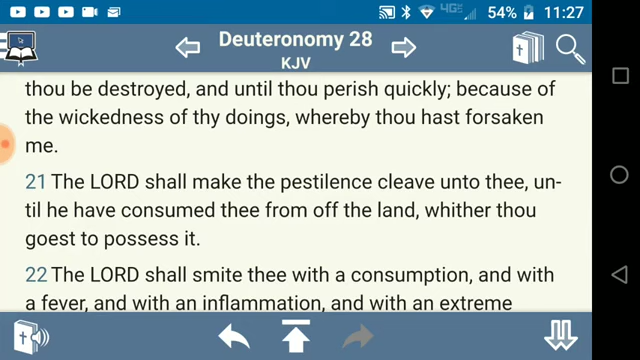 4GE
54%
11:27
Deuteronomy 28
KJV
thou be destroyed, and until thou perish quickly; because of
the wickedness of thy doings, whereby thou hast forsaken
me.
21 The LORD shall make the pestilence cleave unto thee, un-
til he have consumed thee from off the land, whither thou
goest to possess it.
22 The LORD shall smite thee with a consumption, and with
a fever, and with an inflammation, and with an extreme